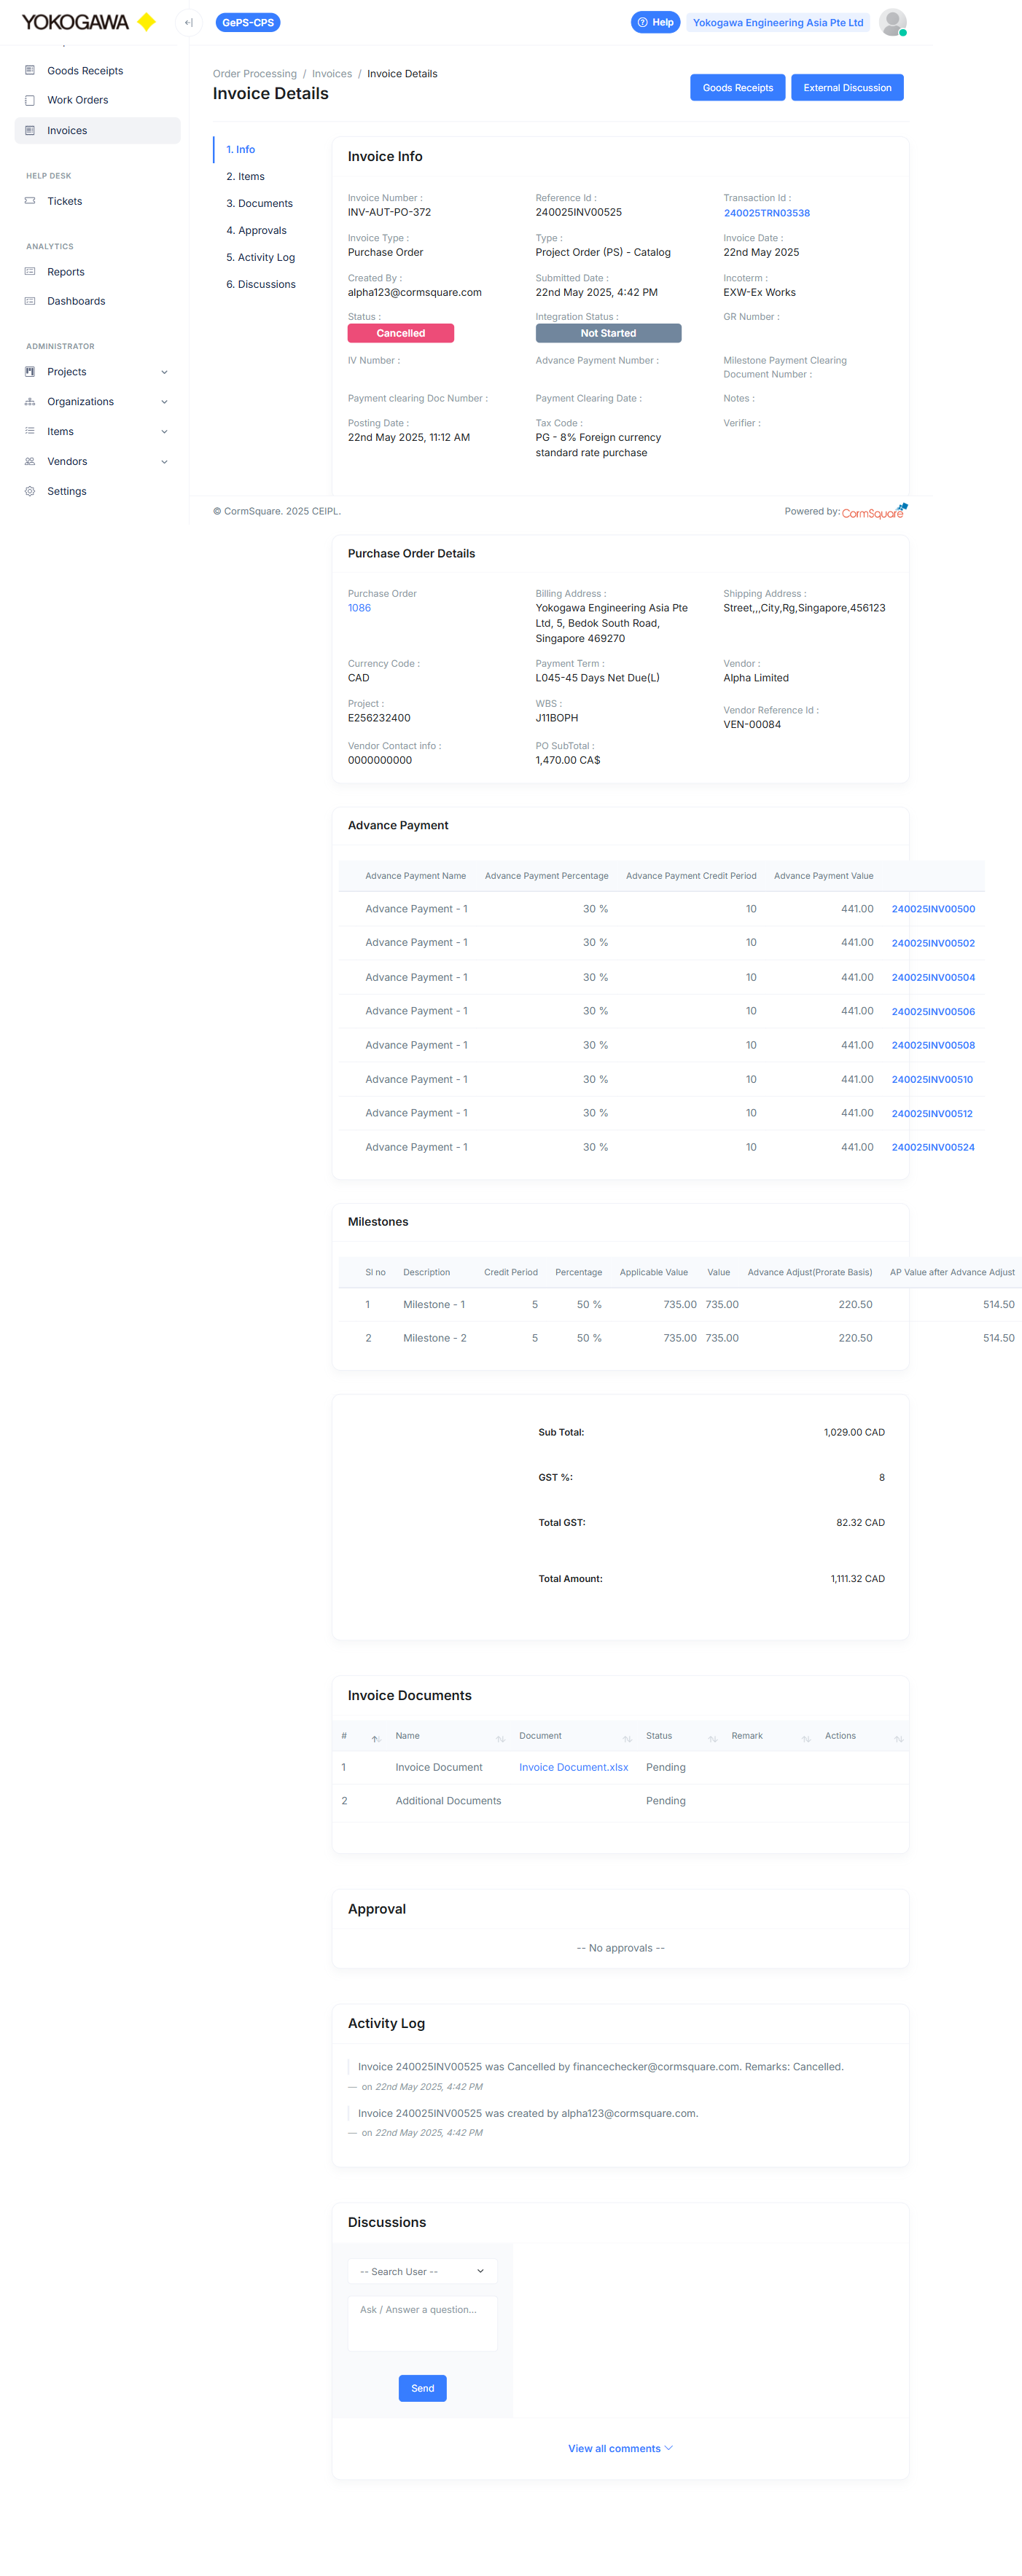 YOKOGAWA
GePS-CPS
Help
Yokogawa Engineering Asia Pte Ltd
Goods Receipts
Work Orders
Invoices
HELP DESK
Tickets
ANALYTICS
Reports
Dashboards
ADMINISTRATOR
Projects
Organizations
Items
Vendors
Settings
Order Processing / Invoices / Invoice Details
Invoice Details
Goods Receipts
External Discussion
1. Info
2. Items
3. Documents
4. Approvals
5. Activity Log
6. Discussions
Invoice Info
Invoice Number :
INV-AUT-PO-372
Reference Id :
240025INV00525
Transaction Id :
240025TRN03538
Invoice Type :
Purchase Order
Type :
Project Order (PS) - Catalog
Invoice Date :
22nd May 2025
Created By :
alpha123@cormsquare.com
Submitted Date :
22nd May 2025, 4:42 PM
Incoterm :
EXW-Ex Works
Status :
Cancelled
Integration Status :
Not Started
GR Number :
IV Number :
Advance Payment Number :
Milestone Payment Clearing
Document Number :
Payment clearing Doc Number :
Payment Clearing Date :
Notes :
Posting Date :
22nd May 2025, 11:12 AM
Tax Code :
PG - 8% Foreign currency
standard rate purchase
Verifier :
© CormSquare. 2025 CEIPL.
Powered by: CormSquare
Purchase Order Details
Purchase Order
1086
Billing Address :
Yokogawa Engineering Asia Pte
Ltd, 5, Bedok South Road,
Singapore 469270
Shipping Address :
Street,,,City,Rg,Singapore,456123
Currency Code :
CAD
Payment Term :
L045-45 Days Net Due(L)
Vendor :
Alpha Limited
Project :
E256232400
WBS :
J11BOPH
Vendor Reference Id :
VEN-00084
Vendor Contact info :
0000000000
PO SubTotal :
1,470.00 CA$
Advance Payment
Advance Payment Name Advance Payment Percentage Advance Payment Credit Period Advance Payment Value
Advance Payment - 1 30 % 10 441.00 240025INV00500
Advance Payment - 1 30 % 10 441.00 240025INV00502
Advance Payment - 1 30 % 10 441.00 240025INV00504
Advance Payment - 1 30 % 10 441.00 240025INV00506
Advance Payment - 1 30 % 10 441.00 240025INV00508
Advance Payment - 1 30 % 10 441.00 240025INV00510
Advance Payment - 1 30 % 10 441.00 240025INV00512
Advance Payment - 1 30 % 10 441.00 240025INV00524
Milestones
Sl no Description Credit Period Percentage Applicable Value Value Advance Adjust(Prorate Basis) AP Value after Advance Adjust
1 Milestone - 1 5 50 % 735.00 735.00 220.50 514.50
2 Milestone - 2 5 50 % 735.00 735.00 220.50 514.50
Sub Total: 1,029.00 CAD
GST %: 8
Total GST: 82.32 CAD
Total Amount: 1,111.32 CAD
Invoice Documents
# Name Document Status Remark Actions
1 Invoice Document Invoice Document.xlsx Pending
2 Additional Documents Pending
Approval
-- No approvals --
Activity Log
Invoice 240025INV00525 was Cancelled by financechecker@cormsquare.com. Remarks: Cancelled.
— on 22nd May 2025, 4:42 PM
Invoice 240025INV00525 was created by alpha123@cormsquare.com.
— on 22nd May 2025, 4:42 PM
Discussions
-- Search User --
Ask / Answer a question...
Send
View all comments